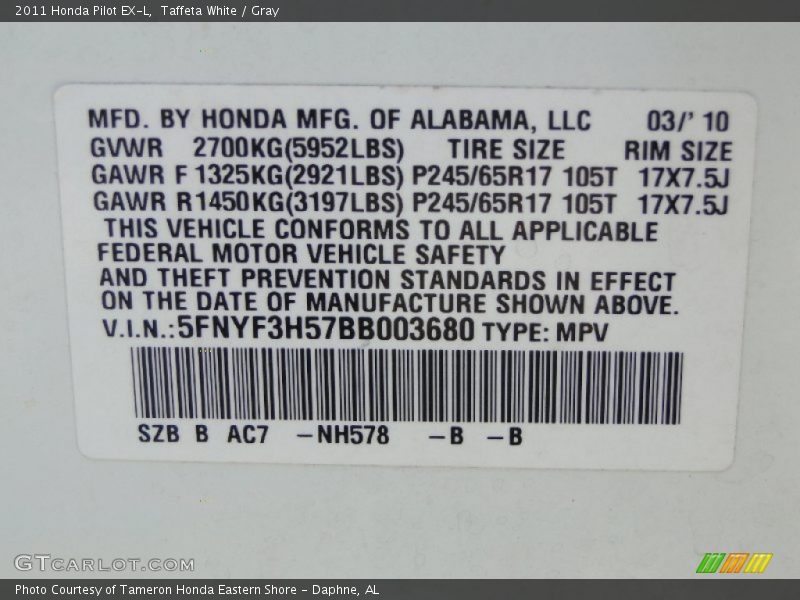 2011 Honda Pilot EX-L, Taffeta White / Gray
MFD. BY HONDA MFG. OF ALABAMA, LLC 03/' 10
GVWR 2700KG(5952LBS) TIRE SIZE RIM SIZE
GAWR F 1325KG(2921LBS) P245/65R17 105T 17X7.5J
GAWR R1450KG(3197LBS) P245/65R17 105T 17X7.5J
THIS VEHICLE CONFORMS TO ALL APPLICABLE
FEDERAL MOTOR VEHICLE SAFETY
AND THEFT PREVENTION STANDARDS IN EFFECT
ON THE DATE OF MANUFACTURE SHOWN ABOVE.
V.I.N.:5FNYF3H57BB003680 TYPE: MPV
SZB B AC7 –NH578 –B –B
GTCARLOT.COM
Photo Courtesy of Tameron Honda Eastern Shore - Daphne, AL